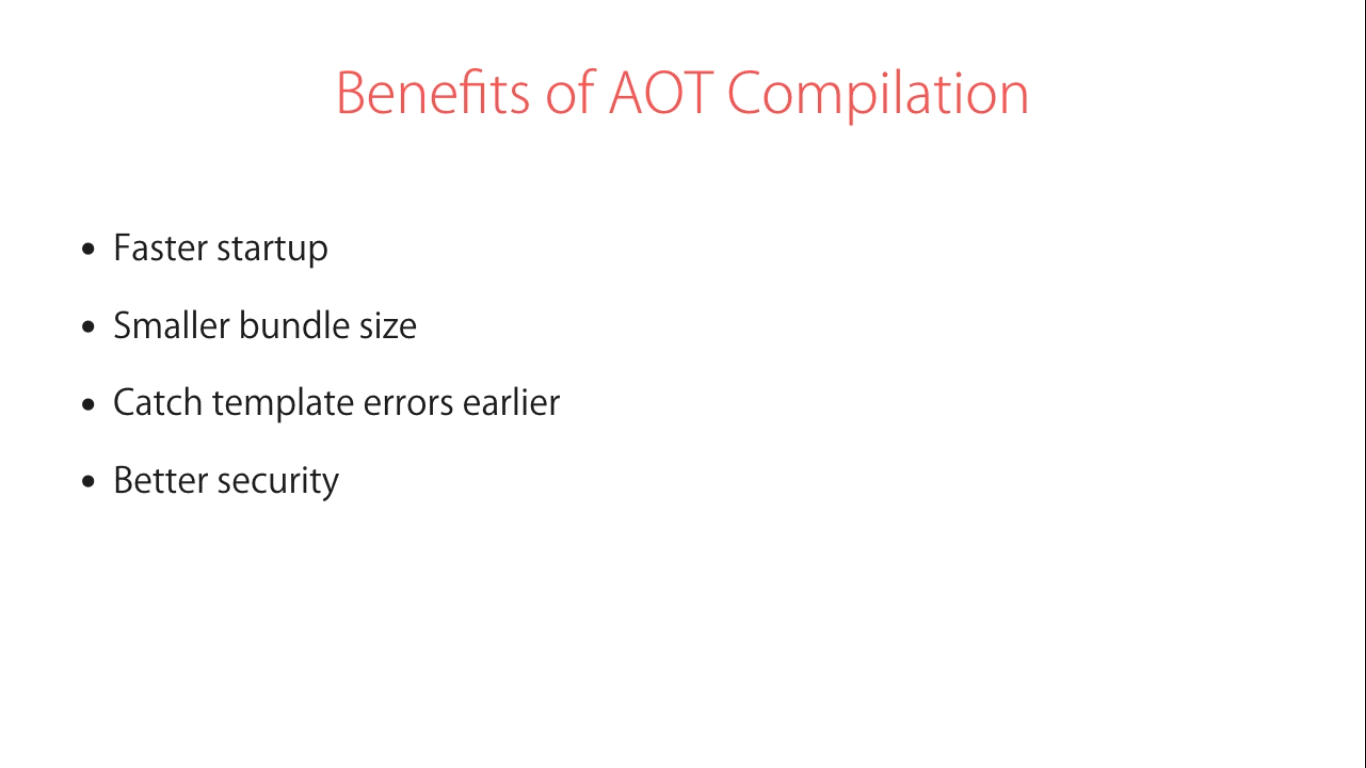 Benefits of AOT Compilation
• Faster startup
• Smaller bundle size
• Catch template errors earlier
• Better security